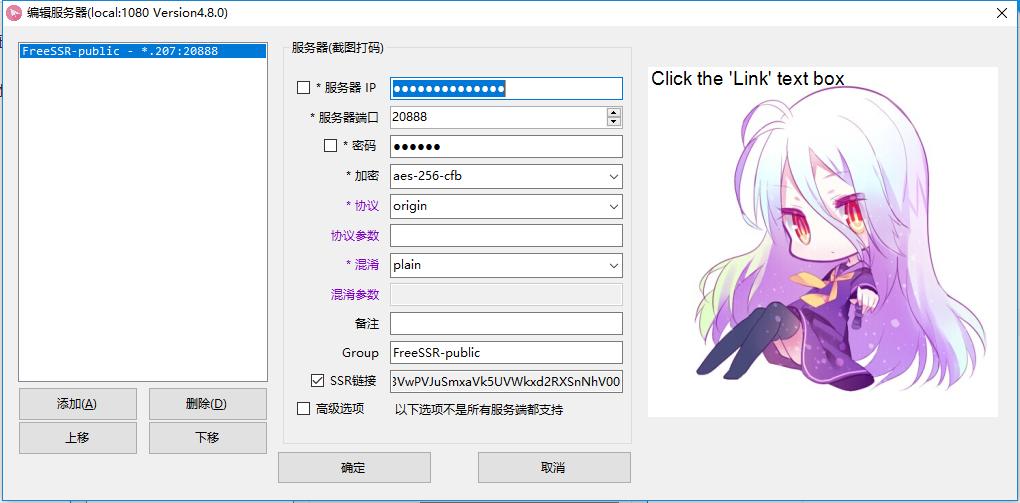 编辑服务器(local:1080 Version4.8.0)
FreeSSR-public - *.207:20888
服务器(截图打码)
* 服务器 IP ●●●●●●●●●●●●●●
* 服务器端口 20888
* 密码 ●●●●●●
* 加密 aes-256-cfb
* 协议 origin
协议参数
* 混淆 plain
混淆参数
备注
Group FreeSSR-public
SSR链接 3VwPVJuSmxaVk5UVWkxd2RXSnNhV00
高级选项 以下选项不是所有服务端都支持
添加(A) 删除(D)
上移 下移
确定 取消
Click the 'Link' text box